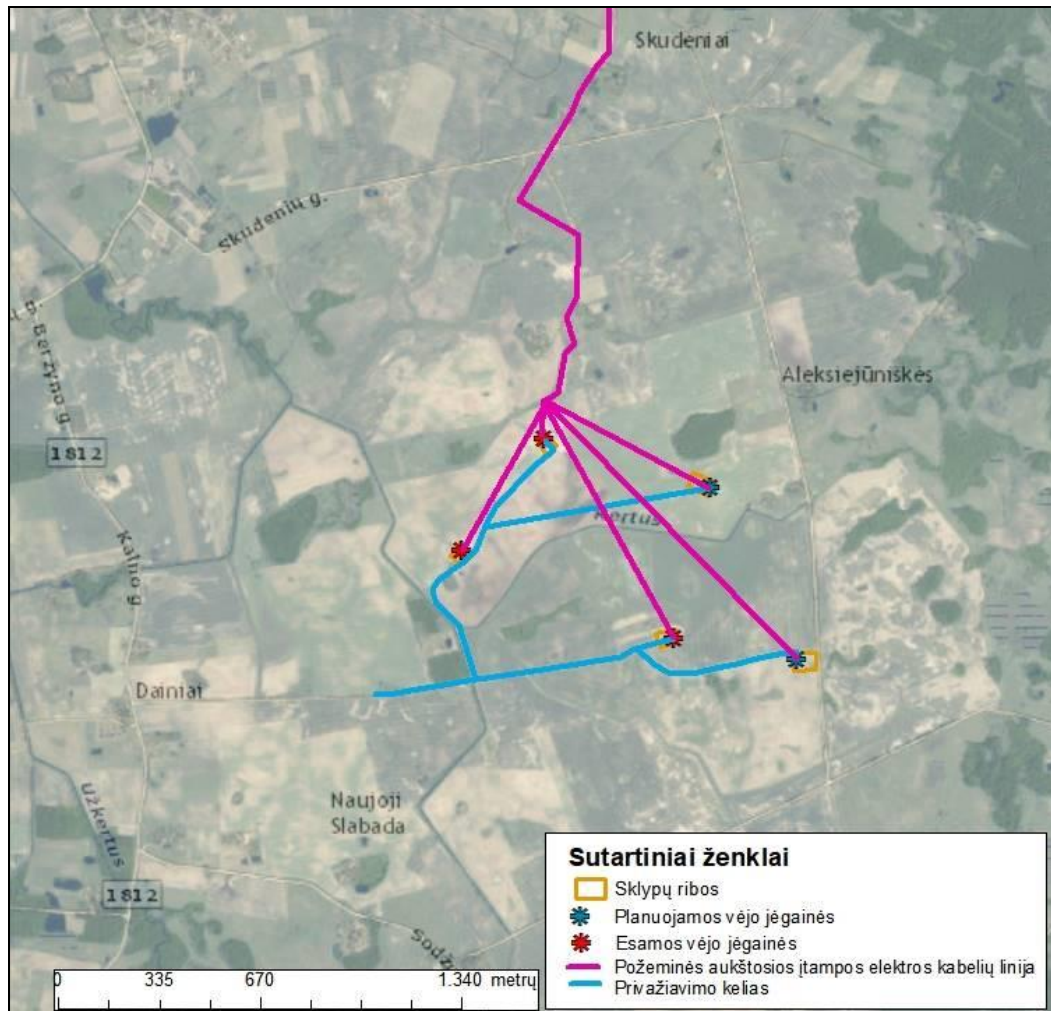 Skudeniai
Skudenių g.
Aleksiejūniškės
1812
Kalno g
Kertus
Dainiai
Naujoji
Slabada
Užkertus
1812
Sodži
Sutartiniai ženklai
Sklypų ribos
Planuojamos vėjo jėgainės
Esamos vėjo jėgainės
Požeminės aukštosios įtampos elektros kabelių linija
Privažiavimo kelias
0 335 670 1.340 metrų